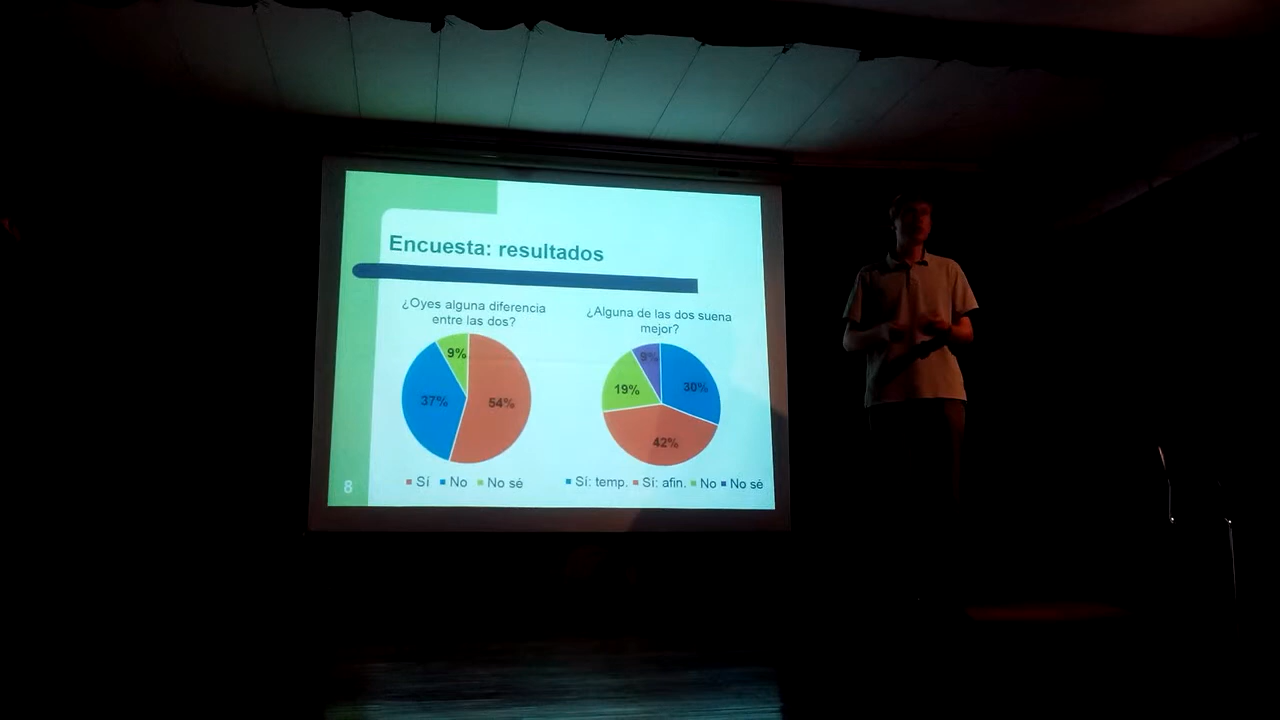 Encuesta: resultados
¿Oyes alguna diferencia
entre las dos?
9%
37%
54%
Sí No No sé
¿Alguna de las dos suena
mejor?
9%
19%
30%
42%
Sí: temp. Sí: afin. No No sé
8